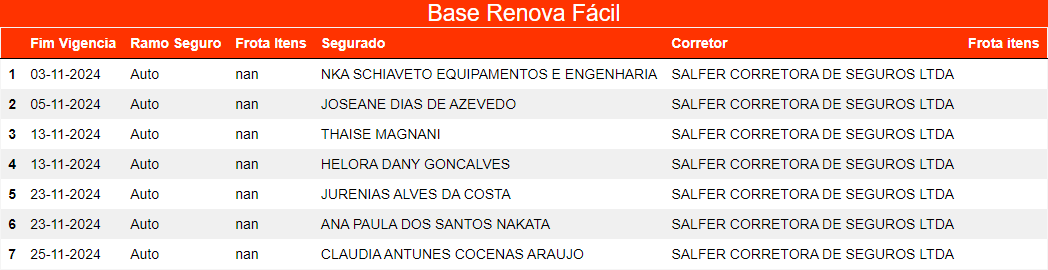 Base Renova Fácil
Fim Vigencia Ramo Seguro Frota Itens Segurado Corretor Frota itens
1 03-11-2024 Auto nan NKA SCHIAVETO EQUIPAMENTOS E ENGENHARIA SALFER CORRETORA DE SEGUROS LTDA
2 05-11-2024 Auto nan JOSEANE DIAS DE AZEVEDO SALFER CORRETORA DE SEGUROS LTDA
3 13-11-2024 Auto nan THAISE MAGNANI SALFER CORRETORA DE SEGUROS LTDA
4 13-11-2024 Auto nan HELORA DANY GONCALVES SALFER CORRETORA DE SEGUROS LTDA
5 23-11-2024 Auto nan JURENIAS ALVES DA COSTA SALFER CORRETORA DE SEGUROS LTDA
6 23-11-2024 Auto nan ANA PAULA DOS SANTOS NAKATA SALFER CORRETORA DE SEGUROS LTDA
7 25-11-2024 Auto nan CLAUDIA ANTUNES COCENAS ARAUJO SALFER CORRETORA DE SEGUROS LTDA